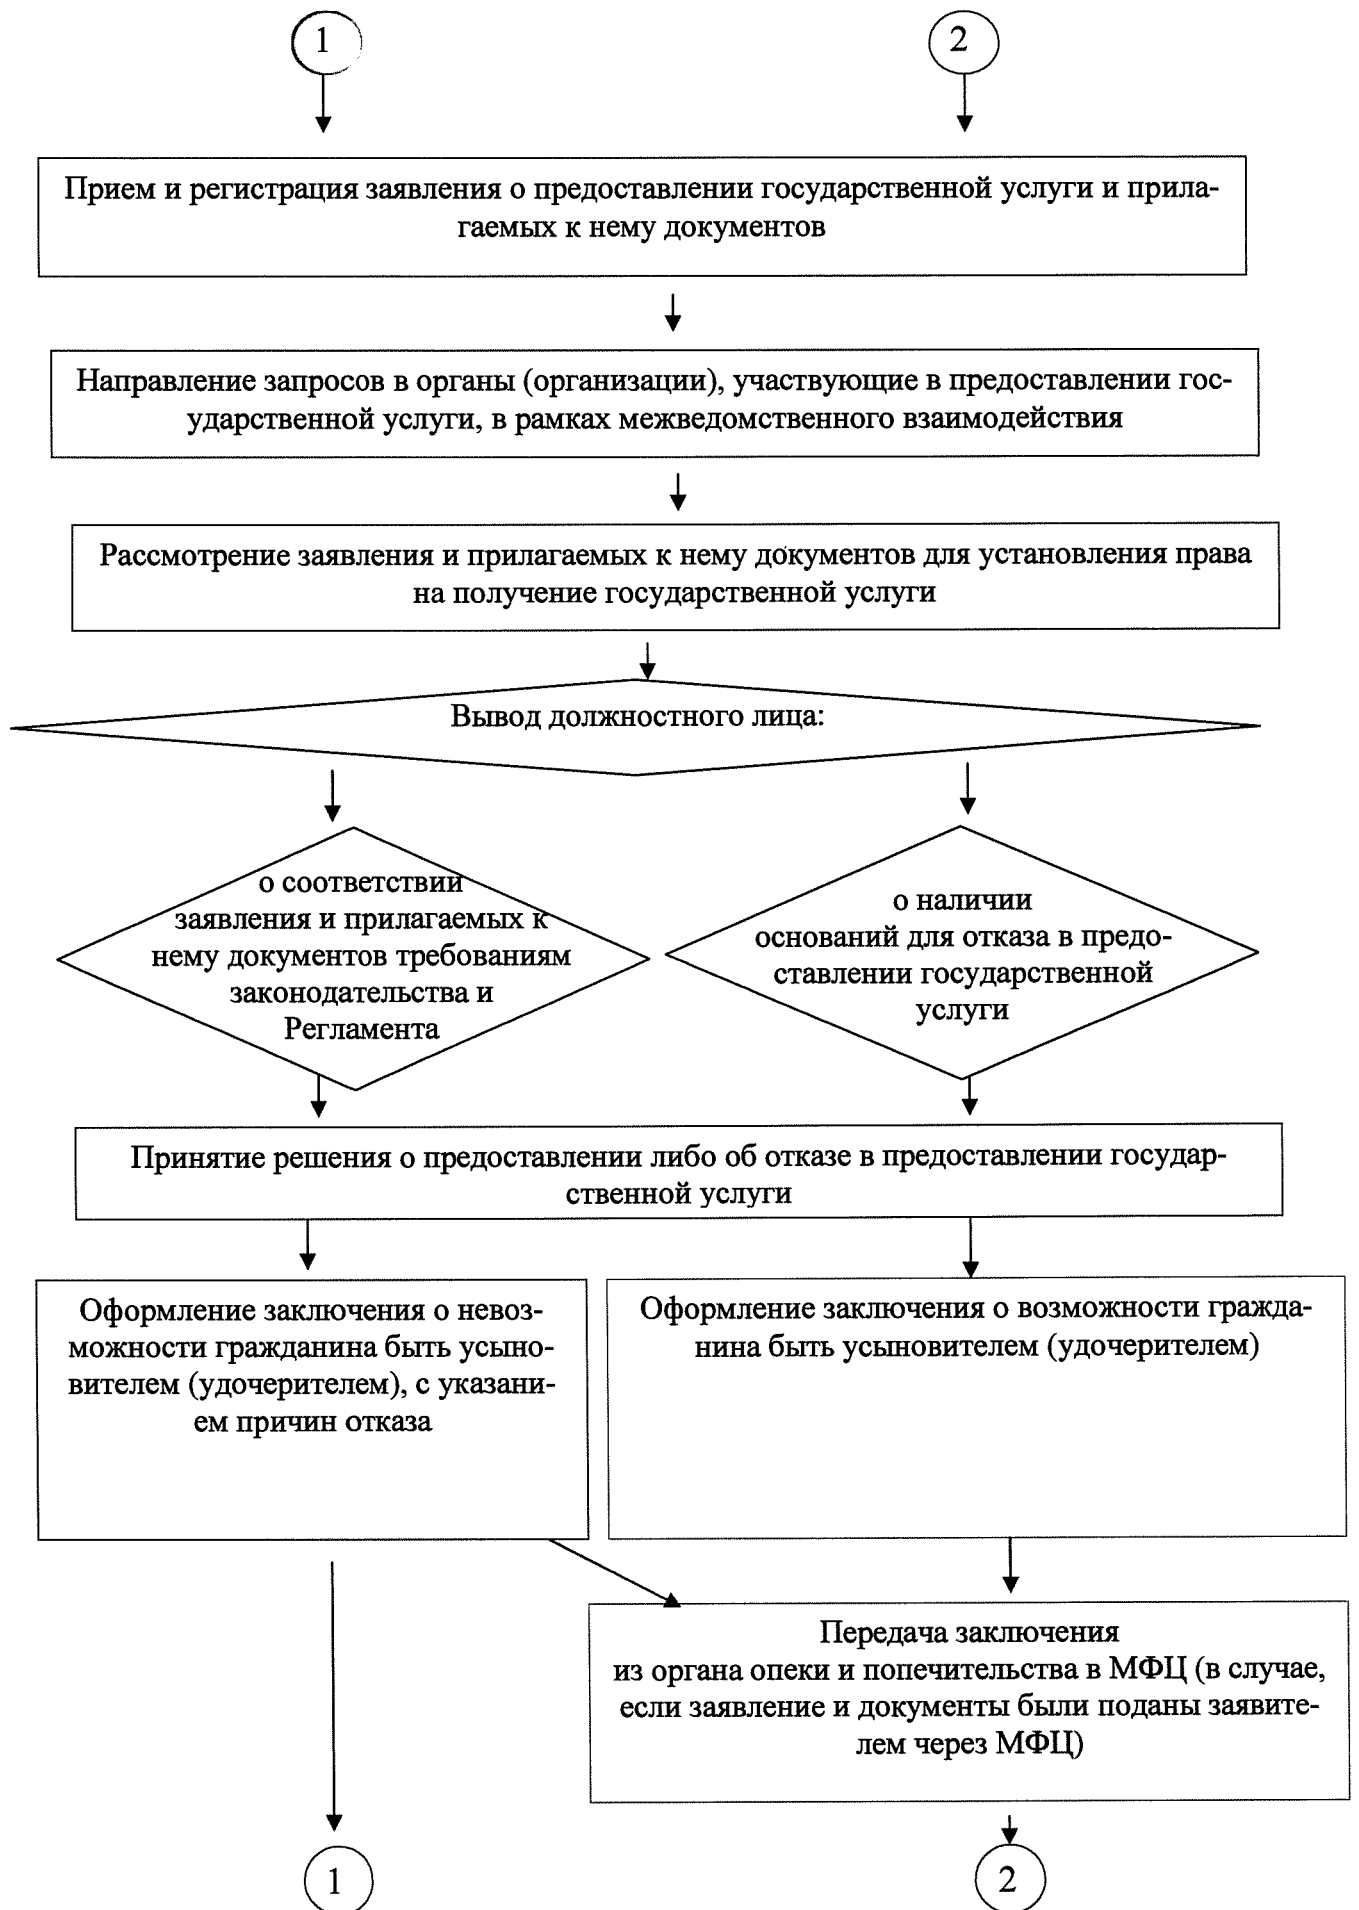 1
2
Прием и регистрация заявления о предоставлении государственной услуги и прила-
гаемых к нему документов
Направление запросов в органы (организации), участвующие в предоставлении гос-
ударственной услуги, в рамках межведомственного взаимодействия
Рассмотрение заявления и прилагаемых к нему документов для установления права
на получение государственной услуги
Вывод должностного лица:
о соответствии
заявления и прилагаемых к
нему документов требованиям
законодательства и
Регламента
о наличии
оснований для отказа в предо-
ставлении государственной
услуги
Принятие решения о предоставлении либо об отказе в предоставлении государ-
ственной услуги
Оформление заключения о невоз-
можности гражданина быть усыно-
вителем (удочерителем), с указани-
ем причин отказа
Оформление заключения о возможности гражда-
нина быть усыновителем (удочерителем)
Передача заключения
из органа опеки и попечительства в МФЦ (в случае,
если заявление и документы были поданы заявите-
лем через МФЦ)
1
2